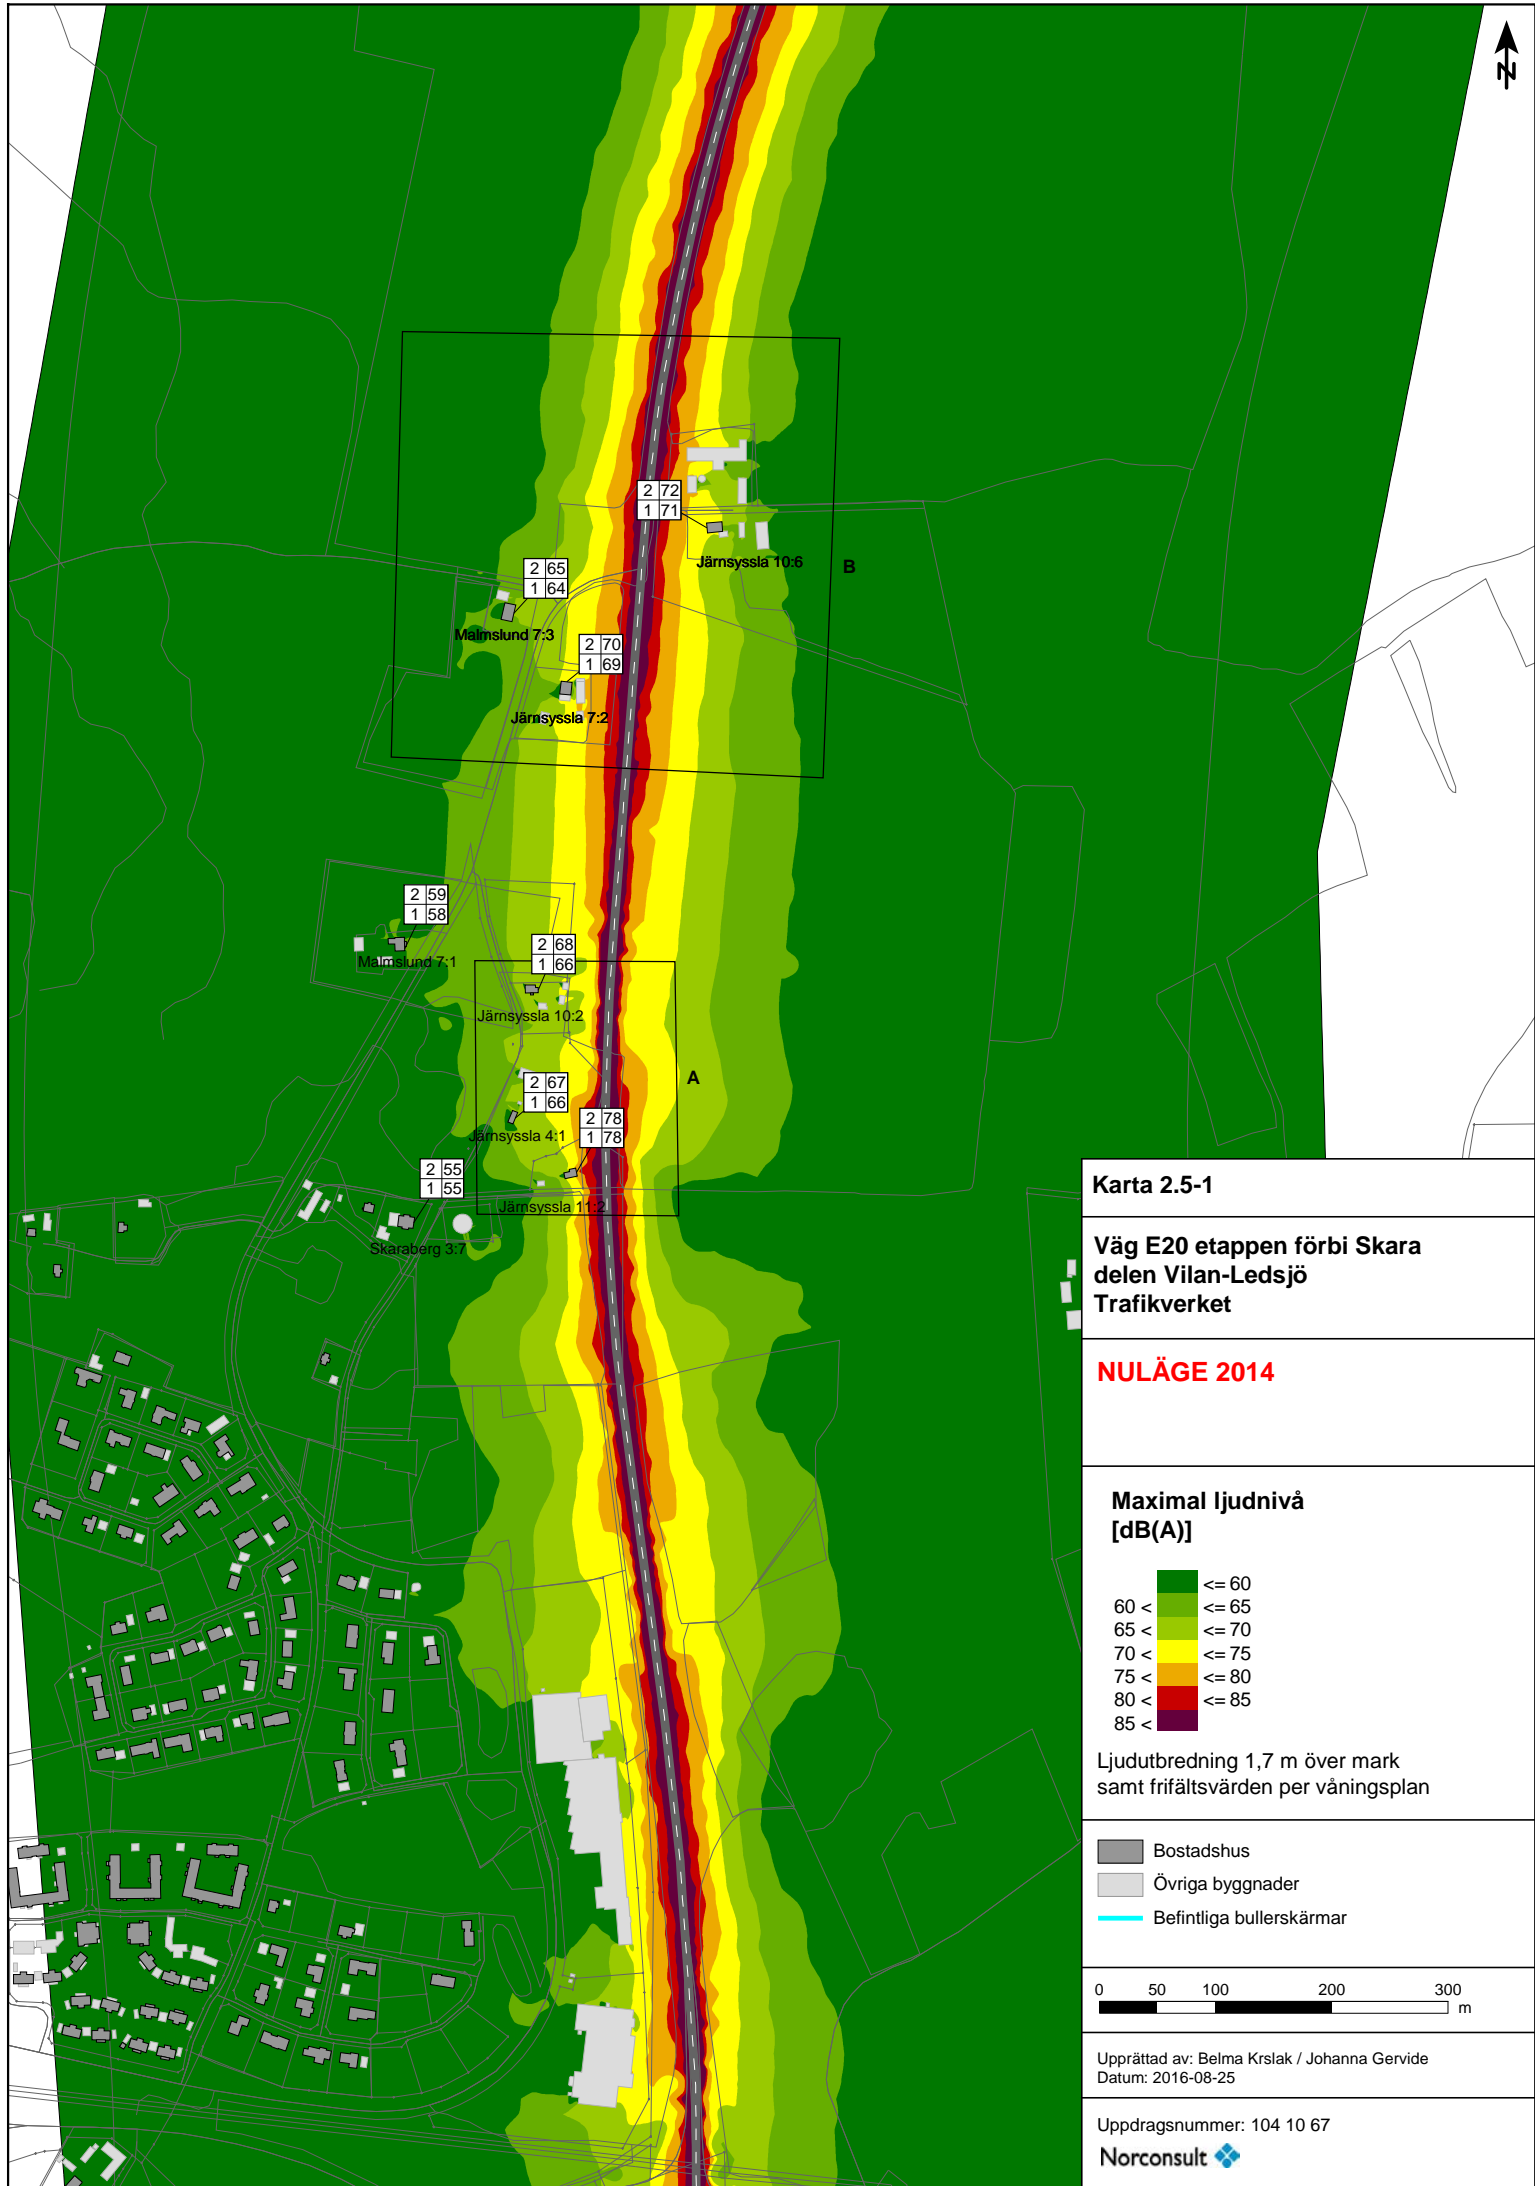 N
2 72
1 71
Järnsyssla 10:6
B
2 65
1 64
Malmslund 7:3
2 70
1 69
Järnsyssla 7:2
2 59
1 58
Malmslund 7:1
2 68
1 66
Järnsyssla 10:2
A
2 67
1 66
Järnsyssla 4:1
2 78
1 78
Järnsyssla 11:2
2 55
1 55
Skaraberg 3:7
Karta 2.5-1
Väg E20 etappen förbi Skara
delen Vilan-Ledsjö
Trafikverket
NULÄGE 2014
Maximal ljudnivå
[dB(A)]
<= 60
60 < <= 65
65 < <= 70
70 < <= 75
75 < <= 80
80 < <= 85
85 <
Ljudutbredning 1,7 m över mark
samt frifältsvärden per våningsplan
Bostadshus
Övriga byggnader
Befintliga bullerskärmar
0 50 100 200 300
m
Upprättad av: Belma Krslak / Johanna Gervide
Datum: 2016-08-25
Uppdragsnummer: 104 10 67
Norconsult